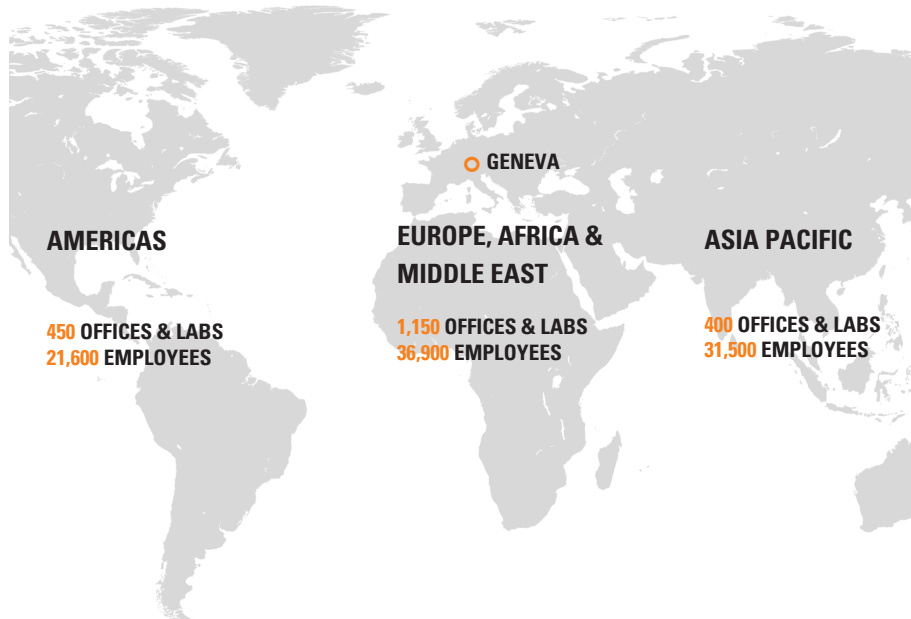 GENEVA
AMERICAS
450 OFFICES & LABS
21,600 EMPLOYEES
EUROPE, AFRICA &
MIDDLE EAST
1,150 OFFICES & LABS
36,900 EMPLOYEES
ASIA PACIFIC
400 OFFICES & LABS
31,500 EMPLOYEES